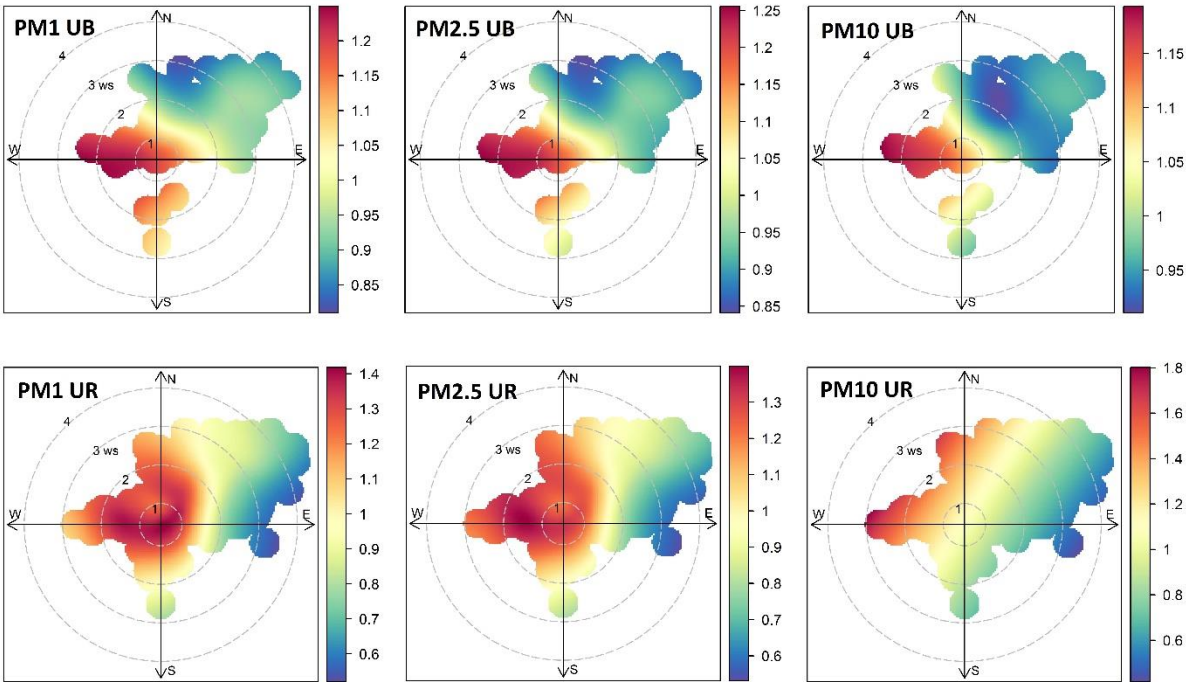 PM1 UB
N
4
3 ws
2
1
W
E
S
1.2
1.15
1.1
1.05
1
0.95
0.9
0.85
PM2.5 UB
N
4
3 ws
2
1
W
E
S
1.25
1.2
1.15
1.1
1.05
1
0.95
0.9
0.85
PM10 UB
N
4
3 ws
2
1
W
E
S
1.15
1.1
1.05
1
0.95
PM1 UR
N
4
3 ws
2
1
W
E
S
1.4
1.3
1.2
1.1
1
0.9
0.8
0.7
0.6
PM2.5 UR
N
4
3 ws
2
1
W
E
S
1.3
1.2
1.1
1
0.9
0.8
0.7
0.6
PM10 UR
N
4
3 ws
2
1
W
E
S
1.8
1.6
1.4
1.2
1
0.8
0.6